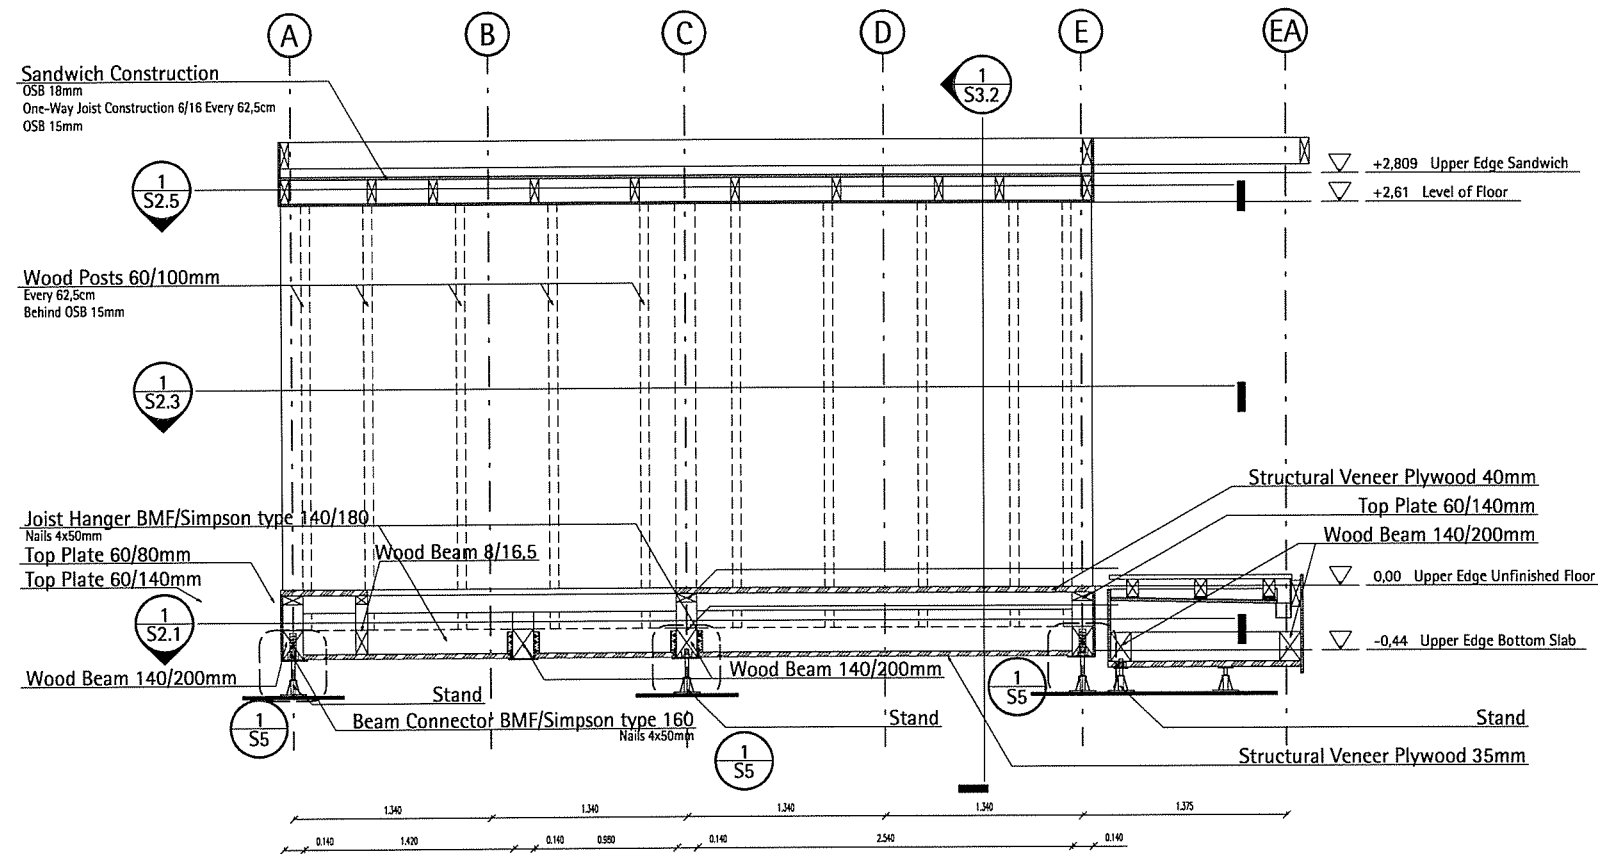 A
B
C
D
E
EA
Sandwich Construction
OSB 18mm
One-Way Joist Construction 6/16 Every 62,5cm
OSB 15mm
1
S3.2
+2,809 Upper Edge Sandwich
1
S2.5
+2,61 Level of Floor
Wood Posts 60/100mm
Every 62,5cm
Behind OSB 15mm
1
S2.3
Structural Veneer Plywood 40mm
Top Plate 60/140mm
Joist Hanger BMF/Simpson type 140/180
Nails 4x50mm
Wood Beam 140/200mm
Top Plate 60/80mm
Wood Beam 8/16,5
Top Plate 60/140mm
0,00 Upper Edge Unfinished Floor
1
S2.1
-0,44 Upper Edge Bottom Slab
Wood Beam 140/200mm
Wood Beam 140/200mm
1
S5
Stand
Beam Connector BMF/Simpson type 160
Nails 4x50mm
Stand
Stand
1
S5
1
S5
Structural Veneer Plywood 35mm
1.340
1.340
1.340
1.340
1.375
0.140
1.420
0.140
0.980
0.140
2.540
0.140